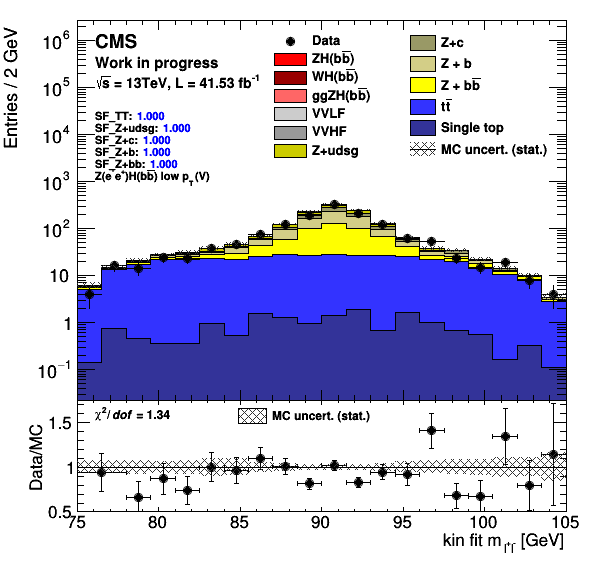 CMS
Work in progress
√s = 13TeV, L = 41.53 fb⁻¹
SF_TT: 1.000
SF_Z+udsg: 1.000
SF_Z+c: 1.000
SF_Z+b: 1.000
SF_Z+bb: 1.000
Z(e⁻e⁺)H(bb̅) low p_T(V)
Data
ZH(bb̅)
WH(bb̅)
ggZH(bb̅)
VVLF
VVHF
Z+udsg
Z+c
Z + b
Z + bb̅
tt̅
Single top
MC uncert. (stat.)
Entries / 2 GeV
10⁶
10⁵
10⁴
10³
10²
10
1
10⁻¹
χ²/dof = 1.34
MC uncert. (stat.)
Data/MC
1.5
1
0.5
75 80 85 90 95 100 105
kin fit m_l⁺l⁻ [GeV]